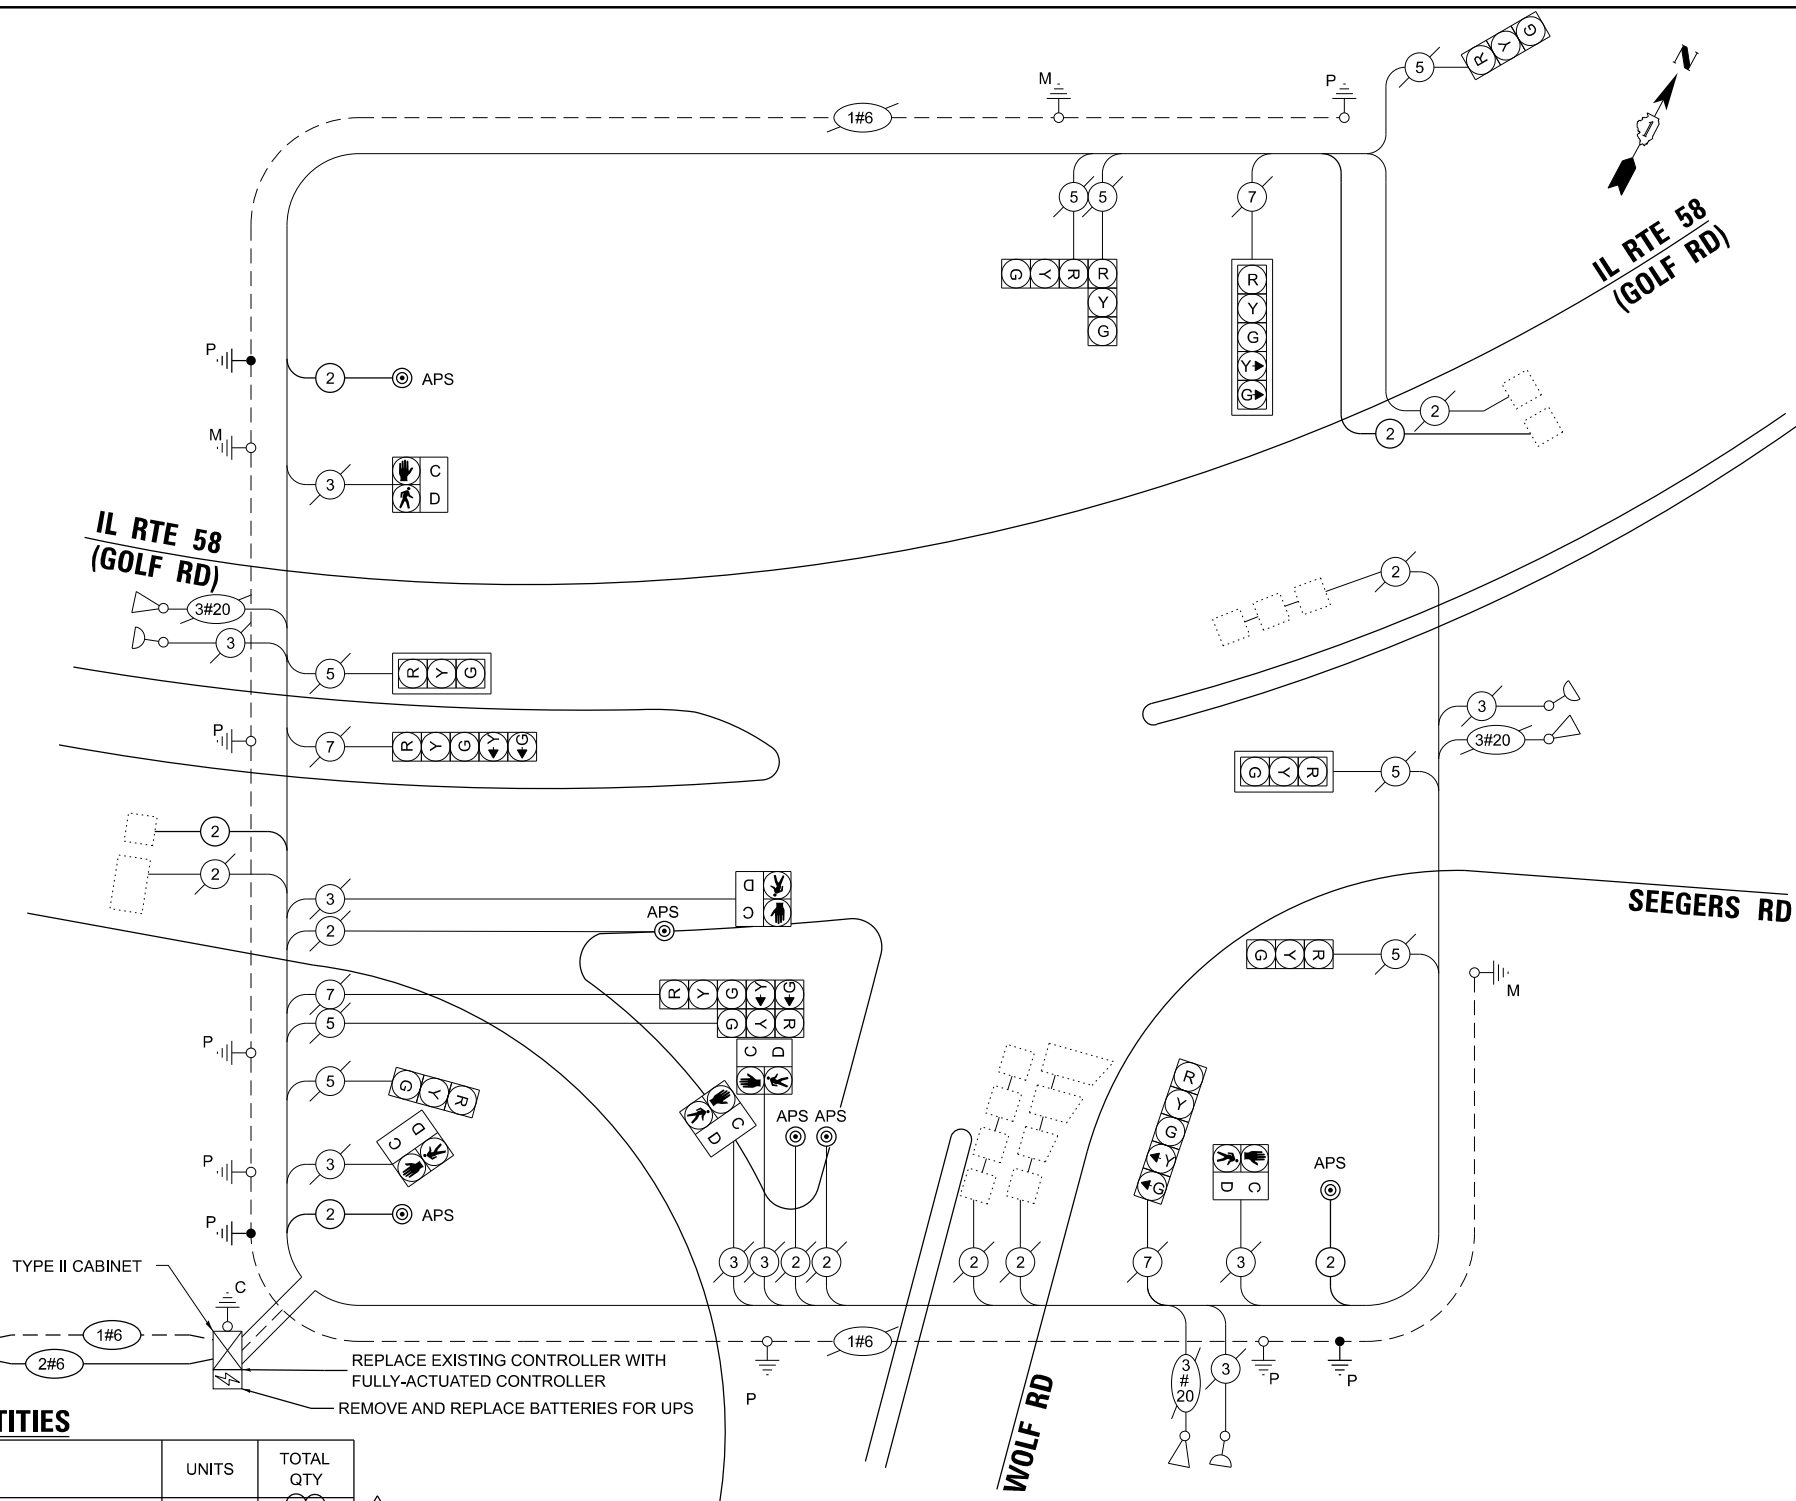 R Y G
5
N
M
P
1#6
IL RTE 58
(GOLF RD)
5
5
7
G Y R
R
Y
G
R
Y
G
Y
G
P
2
APS
2
2
M
3
C
D
IL RTE 58
(GOLF RD)
2
3#20
3
5
R Y G
3
3#20
P
7
R Y G Y G
G Y R
5
2
2
3
D
C
SEEGERS RD
2
APS
G Y R
5
M
7
R Y G Y G
5
G Y R
P
C D
5
G Y R
R
Y
G
Y
G
C
D
APS APS
D
C
P
3
D C
APS
P
2
APS
3
3
2
2
2
2
7
3
2
TYPE II CABINET
C
1#6
2#6
1#6
REPLACE EXISTING CONTROLLER WITH
FULLY-ACTUATED CONTROLLER
REMOVE AND REPLACE BATTERIES FOR UPS
P
3
#
20
3
P
P
WOLF RD
TITIES
UNITS
TOTAL
QTY